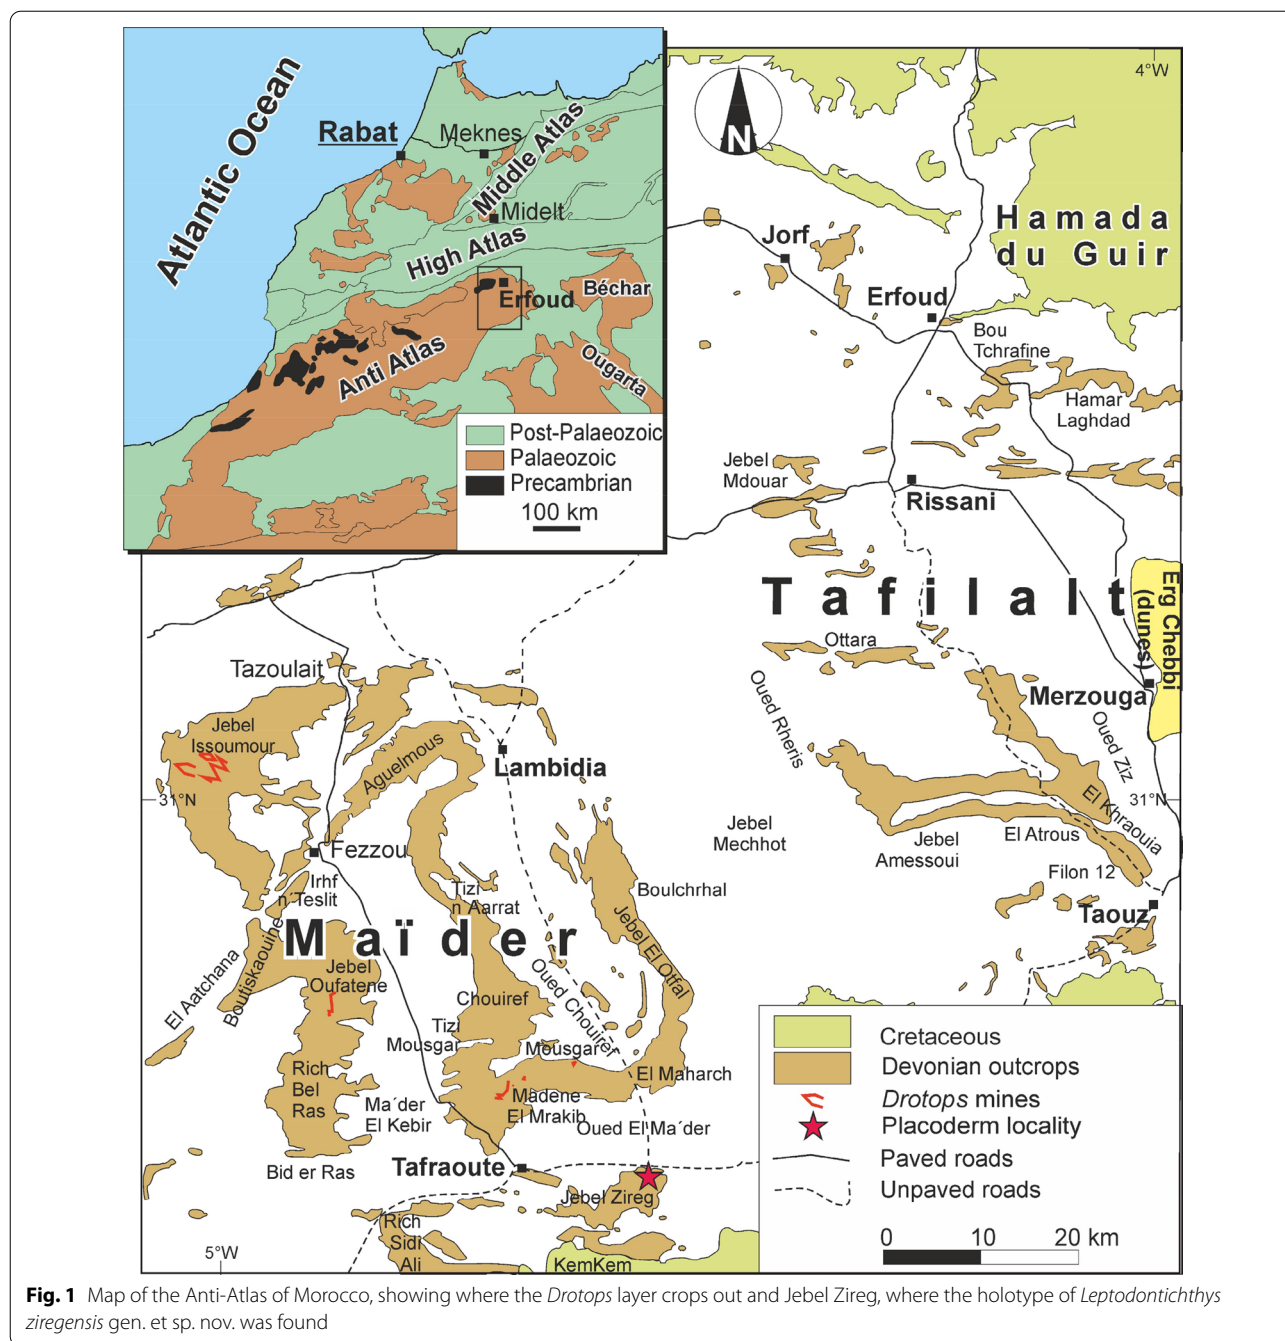 Atlantic Ocean
Rabat
Meknes
Middle Atlas
Midelt
High Atlas
Erfoud
Béchar
Anti Atlas
Ougarta
Post-Palaeozoic
Palaeozoic
Precambrian
100 km
N
4°W
Hamada
du Guir
Jorf
Erfoud
Bou
Tchrafine
Hamar
Laghdad
Jebel
Mdouar
Rissani
Tafilalt
Erg Chebbi
(dunes)
Ottara
Merzouga
Oued Rheris
Oued Ziz
Tazoulait
Jebel
Issoumour
Aguelmous
Lambidia
31°N
31°N
El Khraouia
Jebel
Mechhot
El Atrous
Jebel
Amessoui
Filon 12
Taouz
Fezzou
Irhf
n´Teslit
Tizi
n Aarrat
Boulchrhal
Maïder
Jebel El Otfal
El Aatchana
Boutiskaouine
Jebel
Oufatene
Chouiref
Oued Chouiref
Tizi
Mousgar
Mousgar
El Maharch
Rich
Bel
Ras
Madene
El Mrakib
Ma´der
El Kebir
Oued El Ma´der
Bid er Ras
Tafraoute
Jebel Zireg
Rich
Sidi
Ali
5°W
KemKem
Cretaceous
Devonian outcrops
Drotops mines
Placoderm locality
Paved roads
Unpaved roads
0 10 20 km
Fig. 1 Map of the Anti-Atlas of Morocco, showing where the Drotops layer crops out and Jebel Zireg, where the holotype of Leptodontichthys
ziregensis gen. et sp. nov. was found